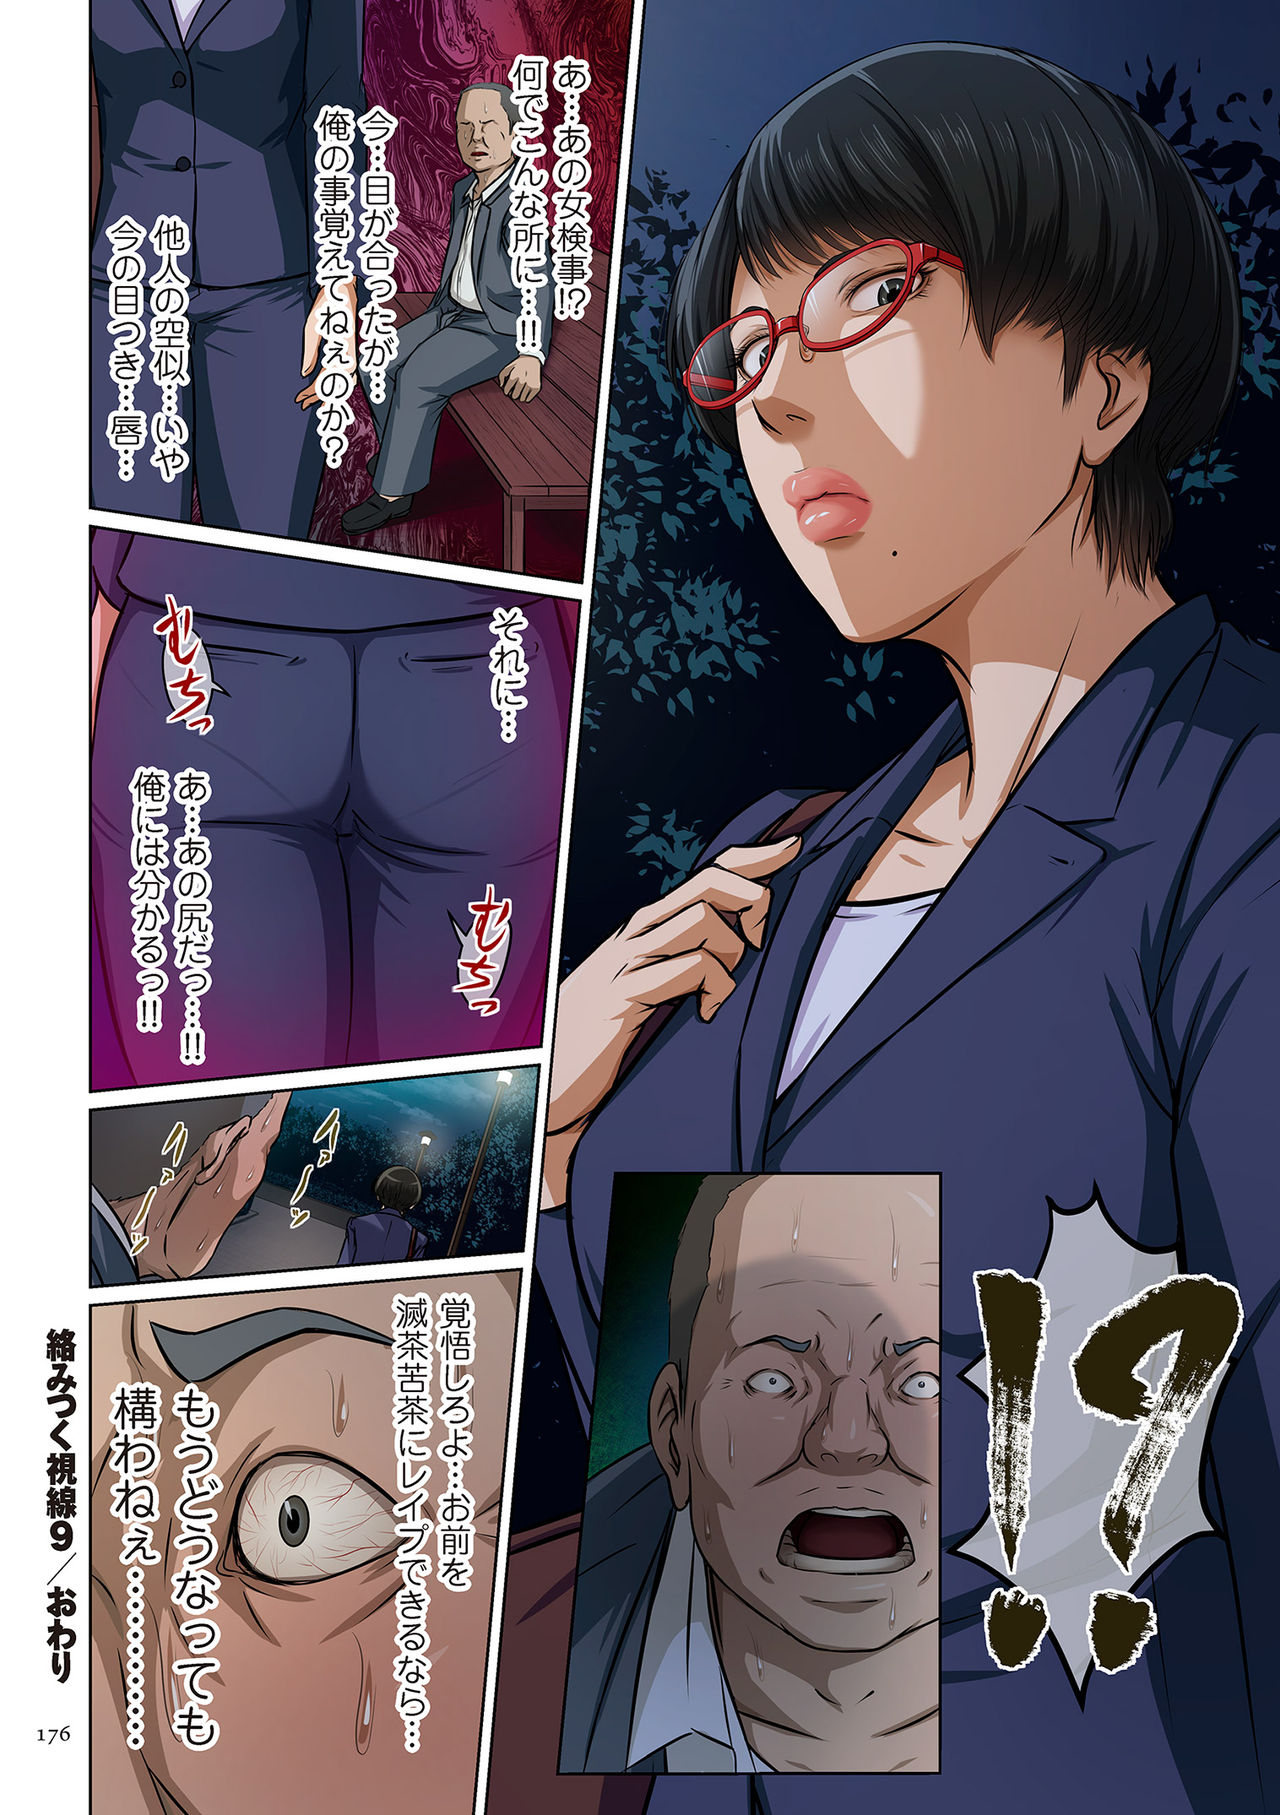 !?
あ…あの女検事!?
何でこんな所に…!!
今…目が合ったが…
俺の事覚えてねぇのか?
他人の空似…いや
今の目つき…唇…
それに…
むちっ
むちっ
あ…あの尻だっ…!!
俺には分かるっ!!
覚悟しろよ…お前を
滅茶苦茶にレイプできるなら…
もうどうなっても
構わねぇ…………
絡みつく視線9/おわり
176